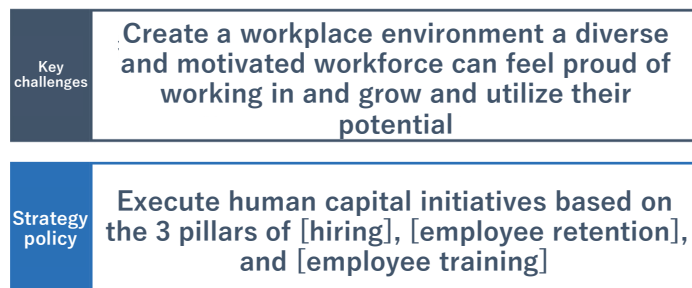 Key
challenges
Create a workplace environment a diverse
and motivated workforce can feel proud of
working in and grow and utilize their
potential
Strategy
policy
Execute human capital initiatives based on
the 3 pillars of [hiring], [employee retention],
and [employee training]